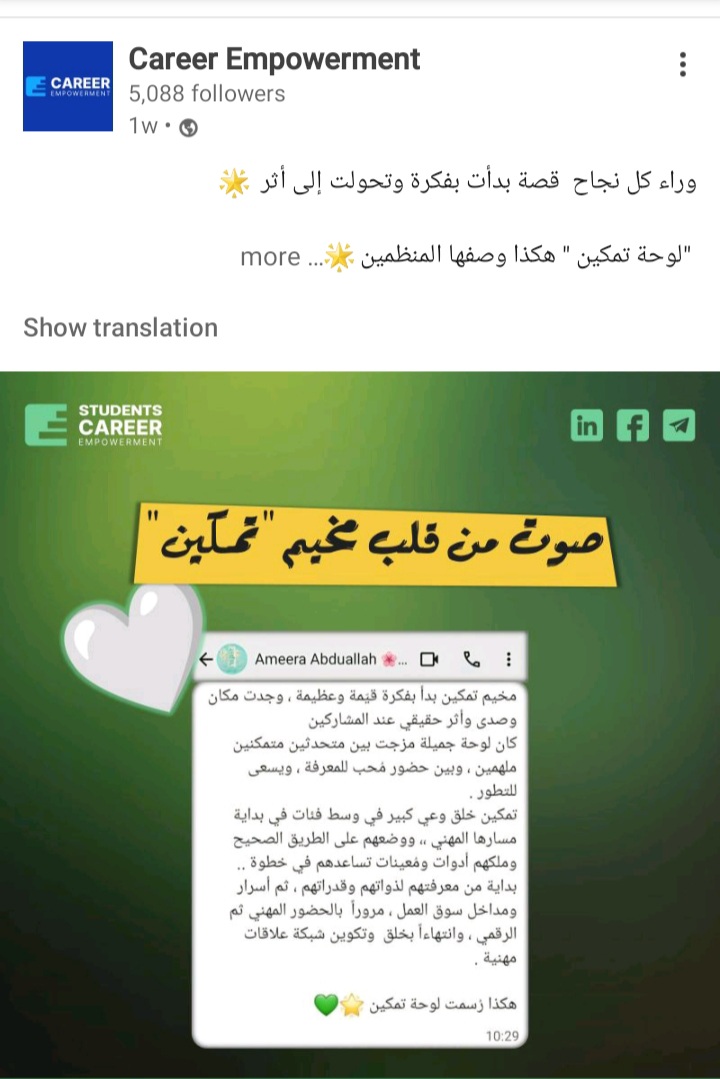 Career Empowerment
5,088 followers
1w •
CAREER
EMPOWERMENT
وراء كل نجاح قصة بدأت بفكرة وتحولت إلى أثر 🌟
"لوحة تمكين " هكذا وصفها المنظمين 🌟... more
Show translation
STUDENTS
CAREER
EMPOWERMENT
in f
صوت من قلب مخيم "تمكين"
Ameera Abduallah 🌸...
مخيم تمكين بدأ بفكرة قيّمة وعظيمة ، وجدت مكان
وصدى وأثر حقيقي عند المشاركين
كان لوحة جميلة مزجت بين متحدثين متمكنين
ملهمين ، وبين حضور مُحب للمعرفة ، ويسعى
للتطور .
تمكين خلق وعي كبير في وسط فئات في بداية
مسارها المهني ،، ووضعهم على الطريق الصحيح
وملكهم أدوات ومُعينات تساعدهم في خطوة ..
بداية من معرفتهم لذواتهم وقدراتهم ، ثم أسرار
ومداخل سوق العمل ، مروراً بالحضور المهني ثم
الرقمي ، وانتهاءاً بخلق وتكوين شبكة علاقات
مهنية .
هكذا رُسمت لوحة تمكين ⭐💚
10:29